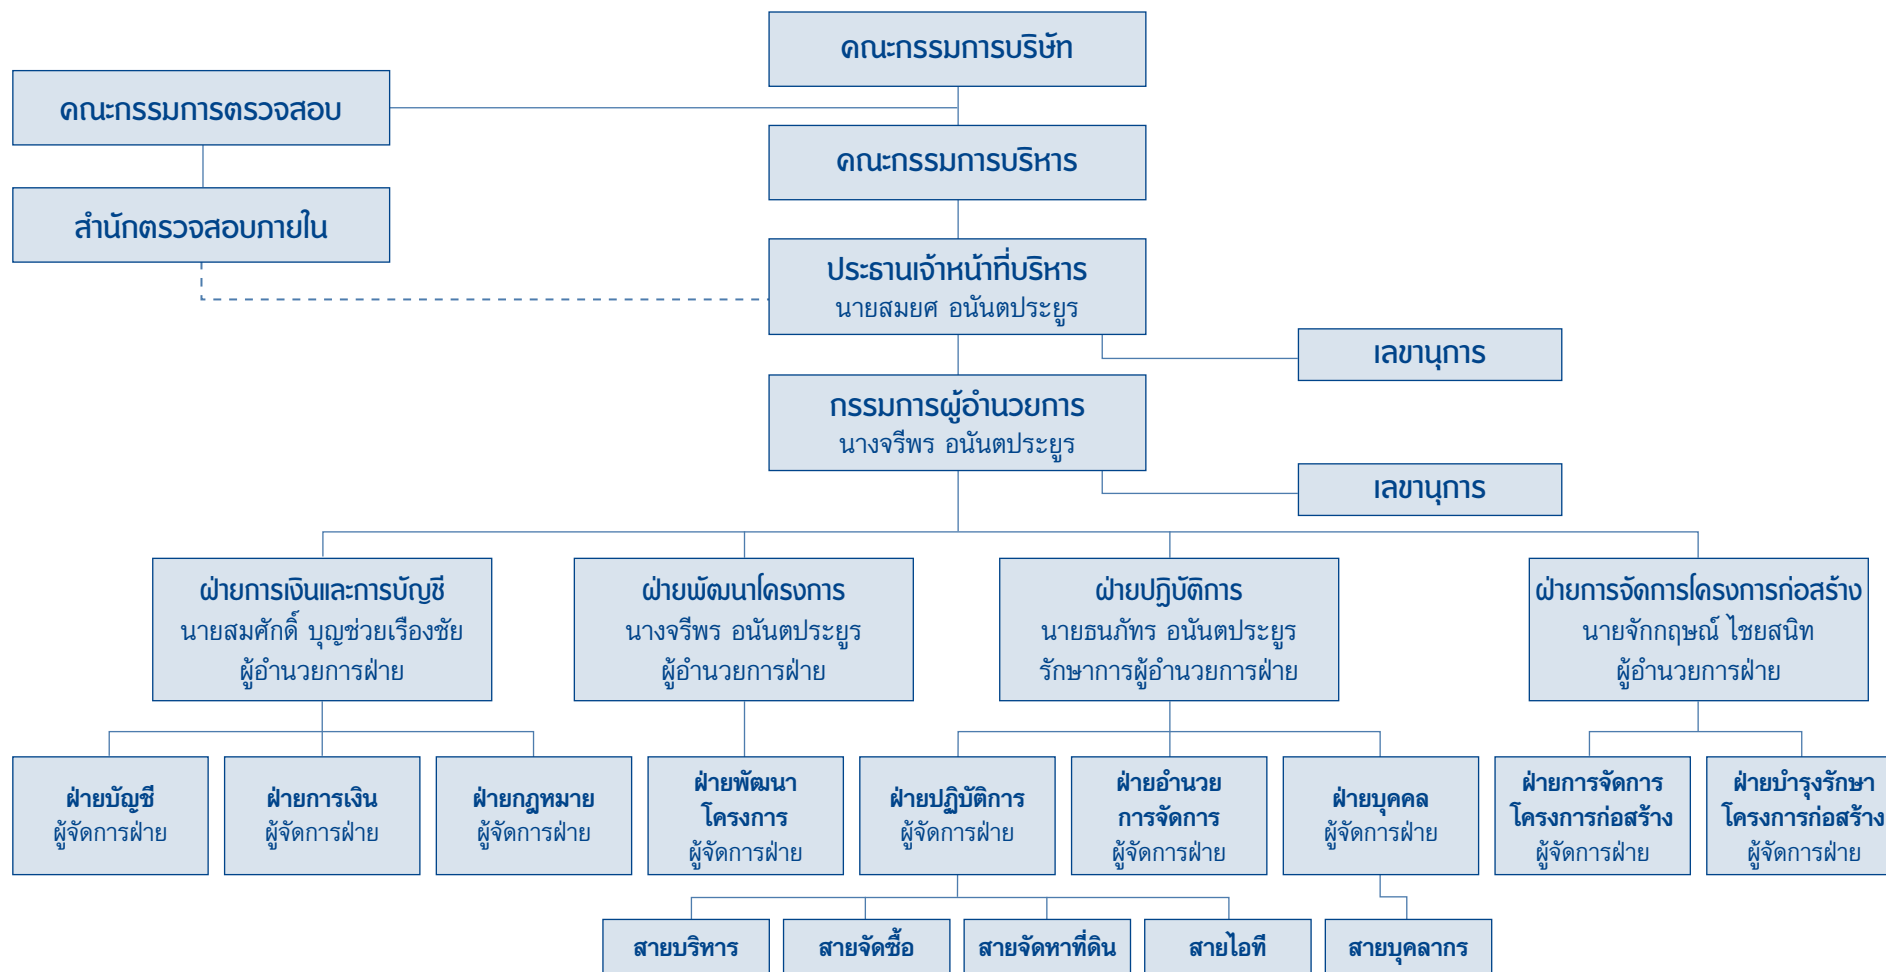 คณะกรรมการบริษัท
คณะกรรมการตรวจสอบ
คณะกรรมการบริหาร
สำนักตรวจสอบภายใน
ประธานเจ้าหน้าที่บริหาร
นายสมยศ อนันตประยูร
เลขานุการ
กรรมการผู้อำนวยการ
นางจรีพร อนันตประยูร
เลขานุการ
ฝ่ายการเงินและการบัญชี
นายสมศักดิ์ บุญช่วยเรืองชัย
ผู้อำนวยการฝ่าย
ฝ่ายพัฒนาโครงการ
นางจรีพร อนันตประยูร
ผู้อำนวยการฝ่าย
ฝ่ายปฏิบัติการ
นายธนภัทร อนันตประยูร
รักษาการผู้อำนวยการฝ่าย
ฝ่ายการจัดการโครงการก่อสร้าง
นายจักกฤษณ์ ไชยสนิท
ผู้อำนวยการฝ่าย
ฝ่ายบัญชี
ผู้จัดการฝ่าย
ฝ่ายการเงิน
ผู้จัดการฝ่าย
ฝ่ายกฎหมาย
ผู้จัดการฝ่าย
ฝ่ายพัฒนา
โครงการ
ผู้จัดการฝ่าย
ฝ่ายปฏิบัติการ
ผู้จัดการฝ่าย
ฝ่ายอำนวย
การจัดการ
ผู้จัดการฝ่าย
ฝ่ายบุคคล
ผู้จัดการฝ่าย
ฝ่ายการจัดการ
โครงการก่อสร้าง
ผู้จัดการฝ่าย
ฝ่ายบำรุงรักษา
โครงการก่อสร้าง
ผู้จัดการฝ่าย
สายบริหาร
สายจัดซื้อ
สายจัดหาที่ดิน
สายไอที
สายบุคลากร